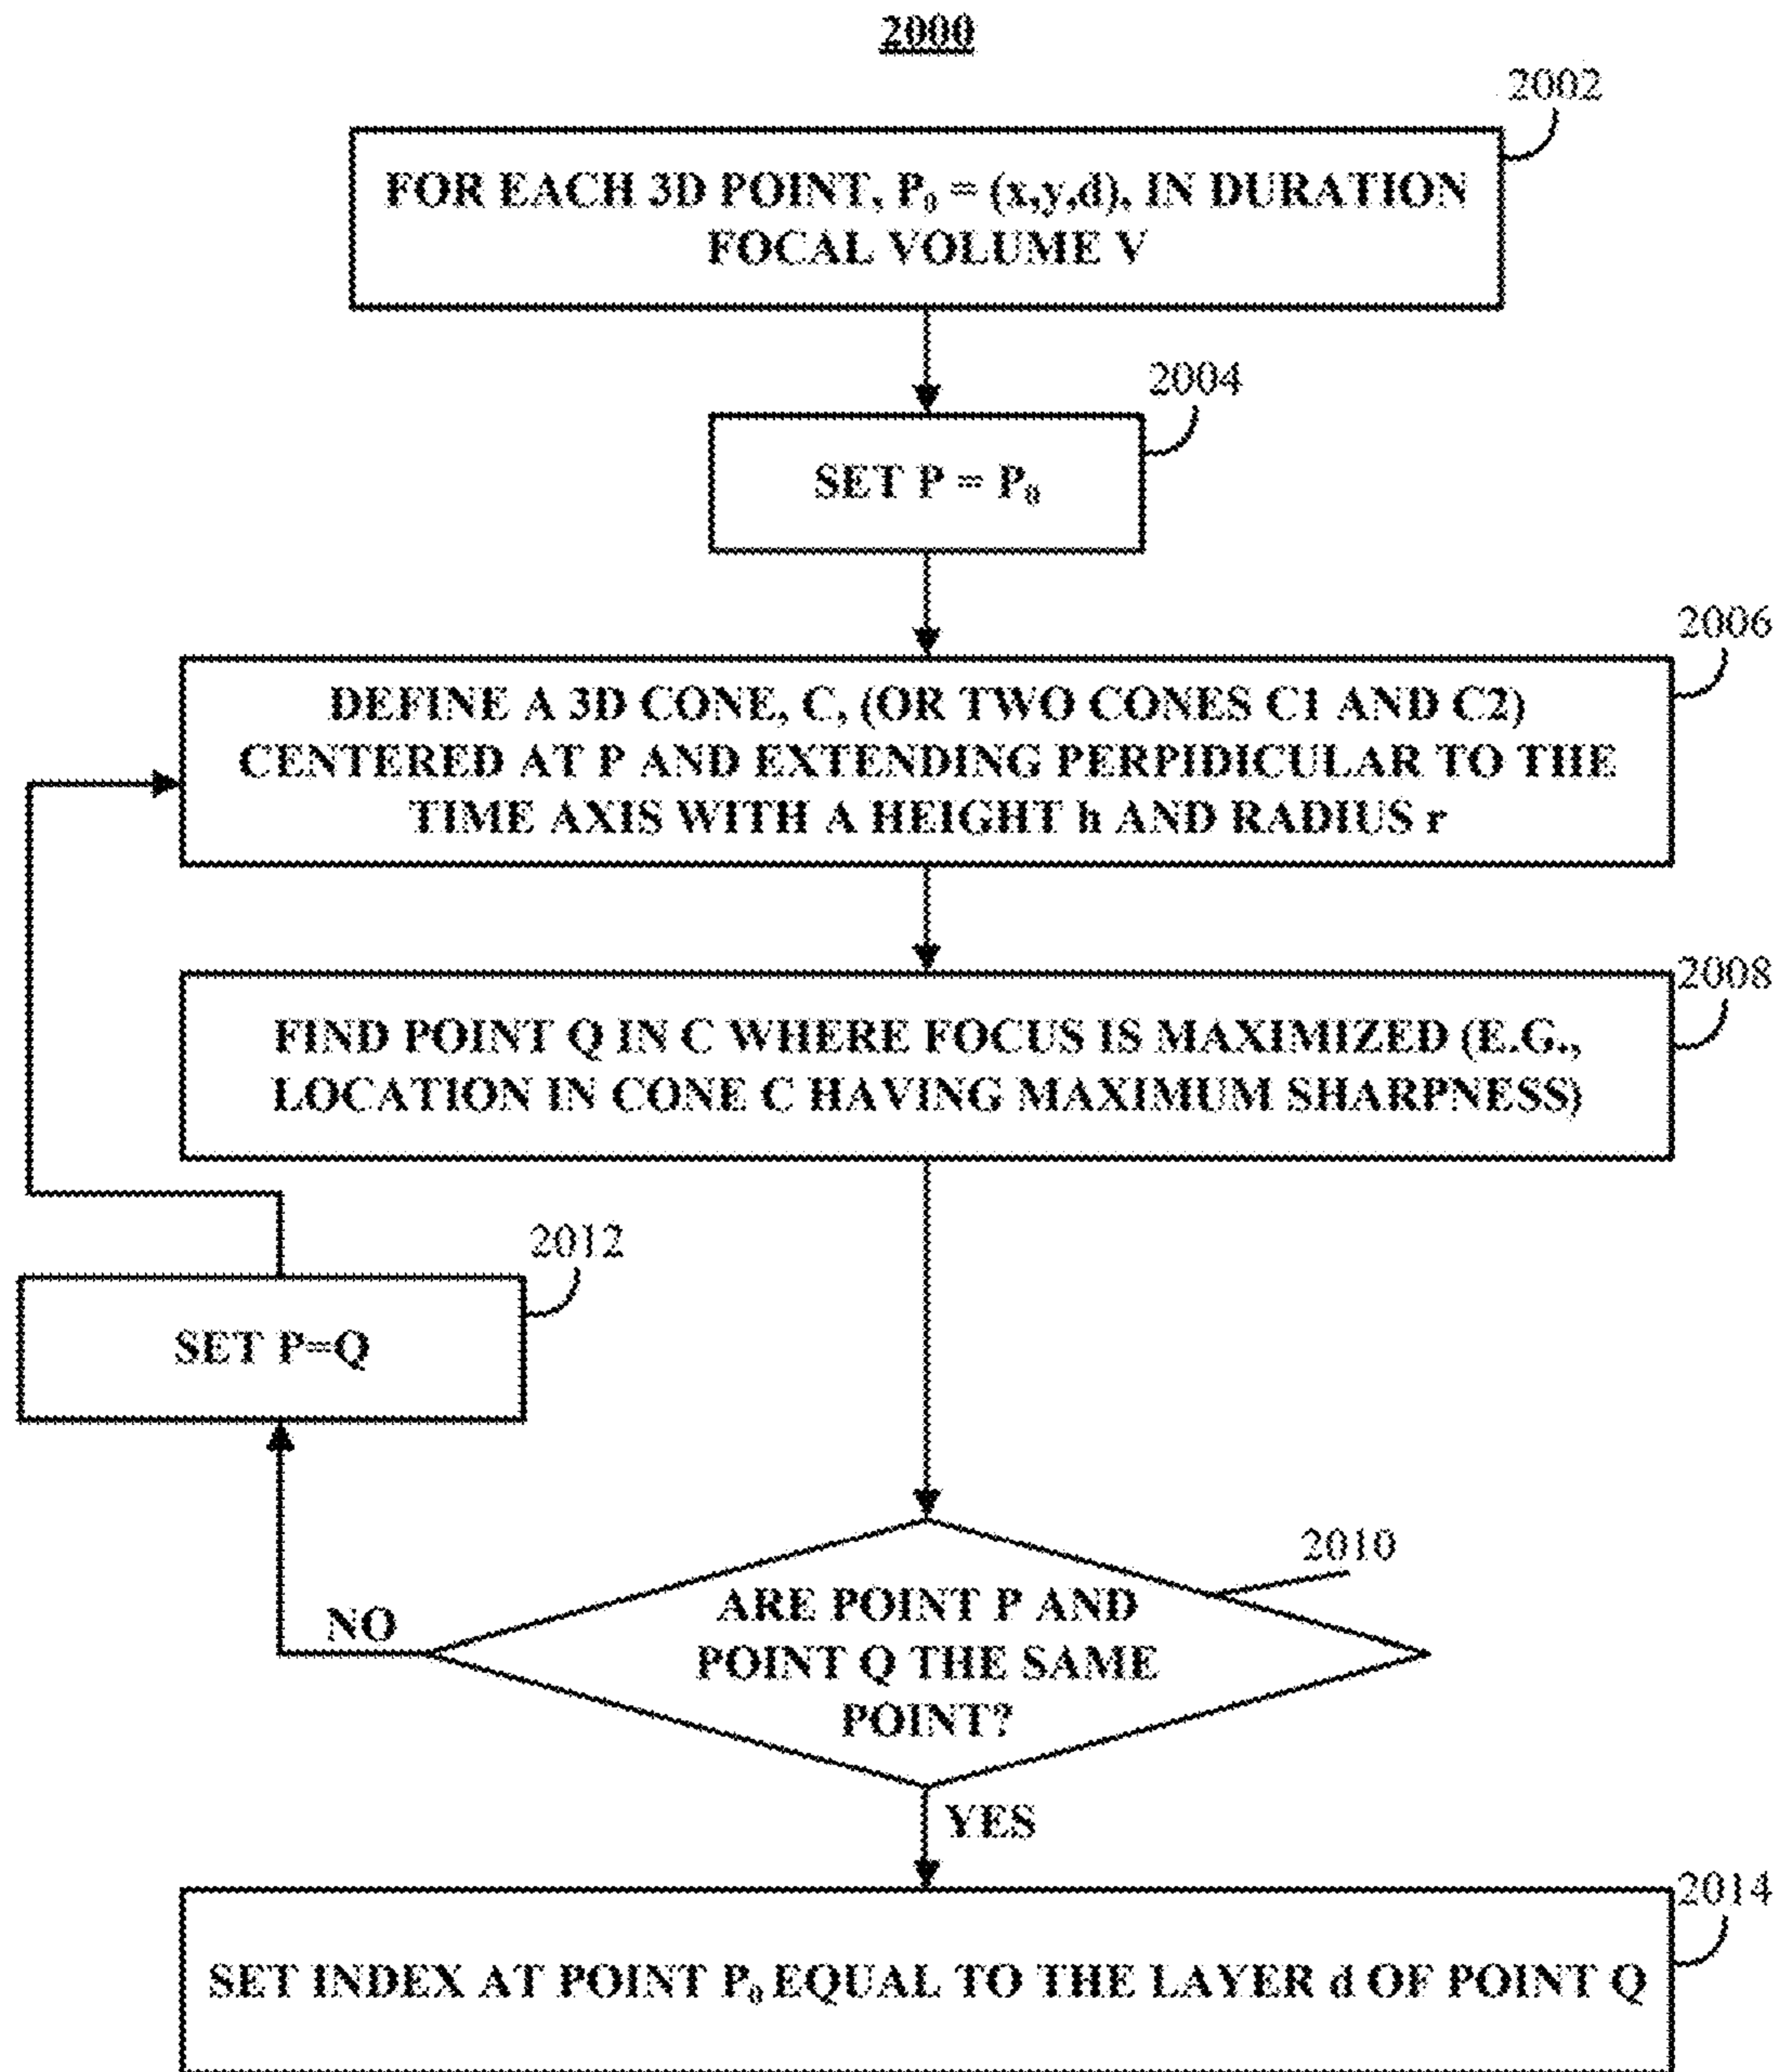 2000
2002
FOR EACH 3D POINT, P₀ = (x,y,d), IN DURATION
FOCAL VOLUME V
2004
SET P = P₀
2006
DEFINE A 3D CONE, C, (OR TWO CONES C1 AND C2)
CENTERED AT P AND EXTENDING PERPIDICULAR TO THE
TIME AXIS WITH A HEIGHT h AND RADIUS r
2008
FIND POINT Q IN C WHERE FOCUS IS MAXIMIZED (E.G.,
LOCATION IN CONE C HAVING MAXIMUM SHARPNESS)
2012
SET P=Q
2010
ARE POINT P AND
POINT Q THE SAME
POINT?
NO
YES
2014
SET INDEX AT POINT P₀ EQUAL TO THE LAYER d OF POINT Q